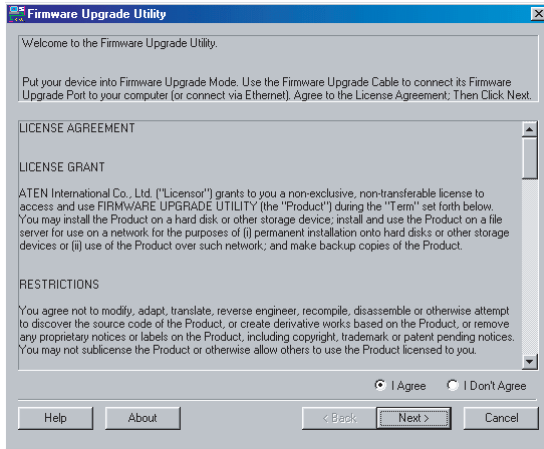 Firmware Upgrade Utility
Welcome to the Firmware Upgrade Utility.
Put your device into Firmware Upgrade Mode. Use the Firmware Upgrade Cable to connect its Firmware
Upgrade Port to your computer (or connect via Ethernet). Agree to the License Agreement; Then Click Next.
LICENSE AGREEMENT
LICENSE GRANT
ATEN International Co., Ltd. ("Licensor") grants to you a non-exclusive, non-transferable license to
access and use FIRMWARE UPGRADE UTILITY (the "Product") during the "Term" set forth below.
You may install the Product on a hard disk or other storage device; install and use the Product on a file
server for use on a network for the purposes of (i) permanent installation onto hard disks or other storage
devices or (ii) use of the Product over such network; and make backup copies of the Product.
RESTRICTIONS
You agree not to modify, adapt, translate, reverse engineer, recompile, disassemble or otherwise attempt
to discover the source code of the Product, or create derivative works based on the Product, or remove
any proprietary notices or labels on the Product, including copyright, trademark or patent pending notices.
You may not sublicense the Product or otherwise allow others to use the Product licensed to you.
I Agree I Don't Agree
Help About < Back Next > Cancel